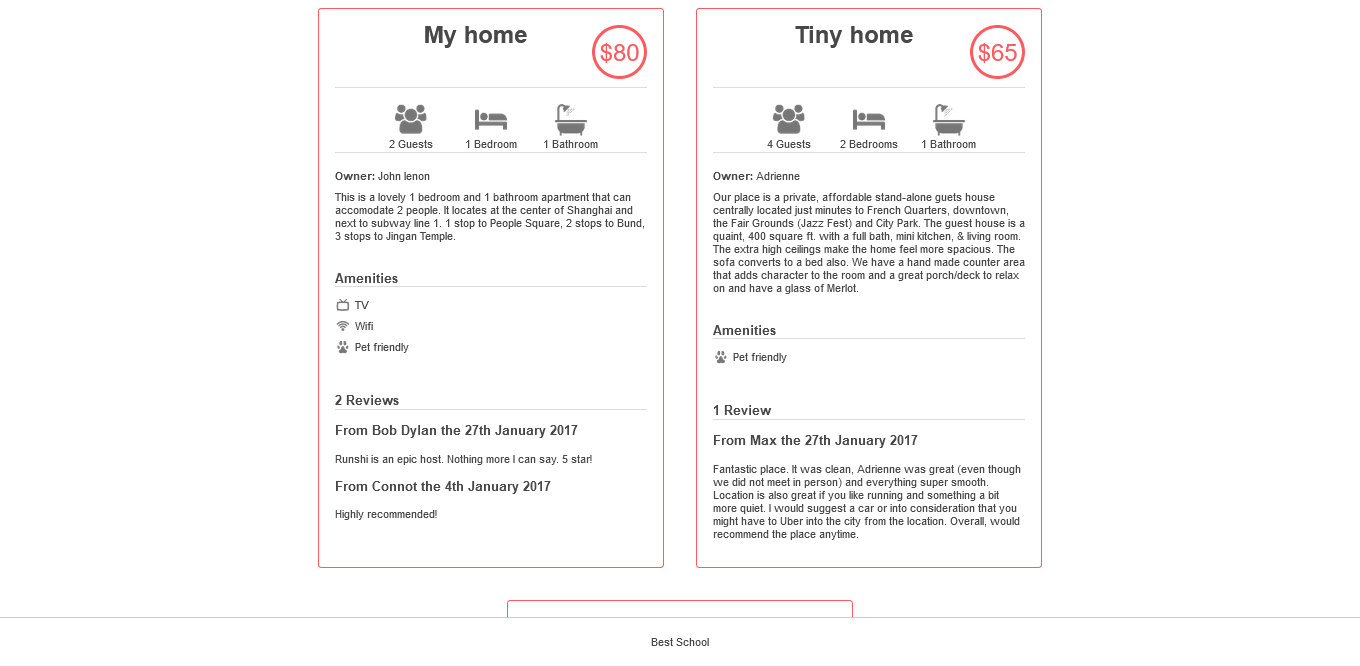 My home
$80
2 Guests
1 Bedroom
1 Bathroom
Owner: John lenon
This is a lovely 1 bedroom and 1 bathroom apartment that can
accomodate 2 people. It locates at the center of Shanghai and
next to subway line 1. 1 stop to People Square, 2 stops to Bund,
3 stops to Jingan Temple.
Amenities
TV
Wifi
Pet friendly
2 Reviews
From Bob Dylan the 27th January 2017
Runshi is an epic host. Nothing more I can say. 5 star!
From Connot the 4th January 2017
Highly recommended!
Tiny home
$65
4 Guests
2 Bedrooms
1 Bathroom
Owner: Adrienne
Our place is a private, affordable stand-alone guets house
centrally located just minutes to French Quarters, downtown,
the Fair Grounds (Jazz Fest) and City Park. The guest house is a
quaint, 400 square ft. with a full bath, mini kitchen, & living room.
The extra high ceilings make the home feel more spacious. The
sofa converts to a bed also. We have a hand made counter area
that adds character to the room and a great porch/deck to relax
on and have a glass of Merlot.
Amenities
Pet friendly
1 Review
From Max the 27th January 2017
Fantastic place. It was clean, Adrienne was great (even though
we did not meet in person) and everything super smooth.
Location is also great if you like running and something a bit
more quiet. I would suggest a car or into consideration that you
might have to Uber into the city from the location. Overall, would
recommend the place anytime.
Best School